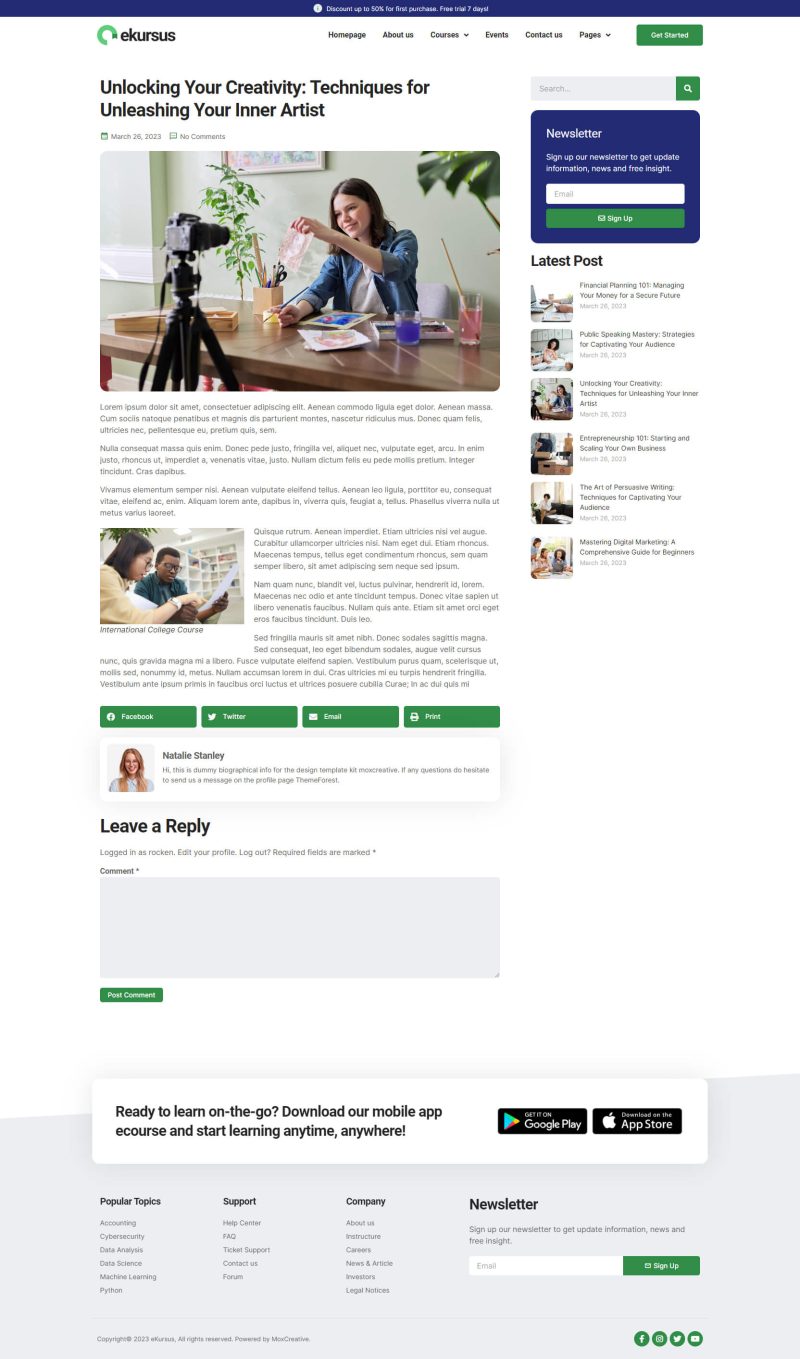 Discount up to 50% for first purchase. Free trial 7 days!
ekursus
Homepage
About us
Courses
Events
Contact us
Pages
Get Started
Unlocking Your Creativity: Techniques for
Unleashing Your Inner Artist
March 26, 2023
No Comments
Lorem ipsum dolor sit amet, consectetuer adipiscing elit. Aenean commodo ligula eget dolor. Aenean massa.
Cum sociis natoque penatibus et magnis dis parturient montes, nascetur ridiculus mus. Donec quam felis,
ultricies nec, pellentesque eu, pretium quis, sem.
Nulla consequat massa quis enim. Donec pede justo, fringilla vel, aliquet nec, vulputate eget, arcu. In enim
justo, rhoncus ut, imperdiet a, venenatis vitae, justo. Nullam dictum felis eu pede mollis pretium. Integer
tincidunt. Cras dapibus.
Vivamus elementum semper nisi. Aenean vulputate eleifend tellus. Aenean leo ligula, porttitor eu, consequat
vitae, eleifend ac, enim. Aliquam lorem ante, dapibus in, viverra quis, feugiat a, tellus. Phasellus viverra nulla ut
metus varius laoreet.
Quisque rutrum. Aenean imperdiet. Etiam ultricies nisi vel augue.
Curabitur ullamcorper ultricies nisi. Nam eget dui. Etiam rhoncus.
Maecenas tempus, tellus eget condimentum rhoncus, sem quam
semper libero, sit amet adipiscing sem neque sed ipsum.
Nam quam nunc, blandit vel, luctus pulvinar, hendrerit id, lorem.
Maecenas nec odio et ante tincidunt tempus. Donec vitae sapien ut
libero venenatis faucibus. Nullam quis ante. Etiam sit amet orci eget
eros faucibus tincidunt. Duis leo.
International College Course
Sed fringilla mauris sit amet nibh. Donec sodales sagittis magna.
Sed consequat, leo eget bibendum sodales, augue velit cursus
nunc, quis gravida magna mi a libero. Fusce vulputate eleifend sapien. Vestibulum purus quam, scelerisque ut,
mollis sed, nonummy id, metus. Nullam accumsan lorem in dui. Cras ultricies mi eu turpis hendrerit fringilla.
Vestibulum ante ipsum primis in faucibus orci luctus et ultrices posuere cubilia Curae; In ac dui quis mi
Facebook
Twitter
Email
Print
Natalie Stanley
Hi, this is dummy biographical info for the design template kit moxcreative. If any questions do hesitate
to send us a message on the profile page ThemeForest.
Leave a Reply
Logged in as rocken. Edit your profile. Log out? Required fields are marked *
Comment *
Post Comment
Search...
Newsletter
Sign up our newsletter to get update
information, news and free insight.
Email
Sign Up
Latest Post
Financial Planning 101: Managing
Your Money for a Secure Future
March 26, 2023
Public Speaking Mastery: Strategies
for Captivating Your Audience
March 26, 2023
Unlocking Your Creativity:
Techniques for Unleashing Your Inner
Artist
March 26, 2023
Entrepreneurship 101: Starting and
Scaling Your Own Business
March 26, 2023
The Art of Persuasive Writing:
Techniques for Captivating Your
Audience
March 26, 2023
Mastering Digital Marketing: A
Comprehensive Guide for Beginners
March 26, 2023
Ready to learn on-the-go? Download our mobile app
ecourse and start learning anytime, anywhere!
GET IT ON
Google Play
Download on the
App Store
Popular Topics
Accounting
Cybersecurity
Data Analysis
Data Science
Machine Learning
Python
Support
Help Center
FAQ
Ticket Support
Contact us
Forum
Company
About us
Instructure
Careers
News & Article
Investors
Legal Notices
Newsletter
Sign up our newsletter to get update information, news and
free insight.
Email
Sign Up
Copyright© 2023 eKursus, All rights reserved. Powered by MoxCreative.